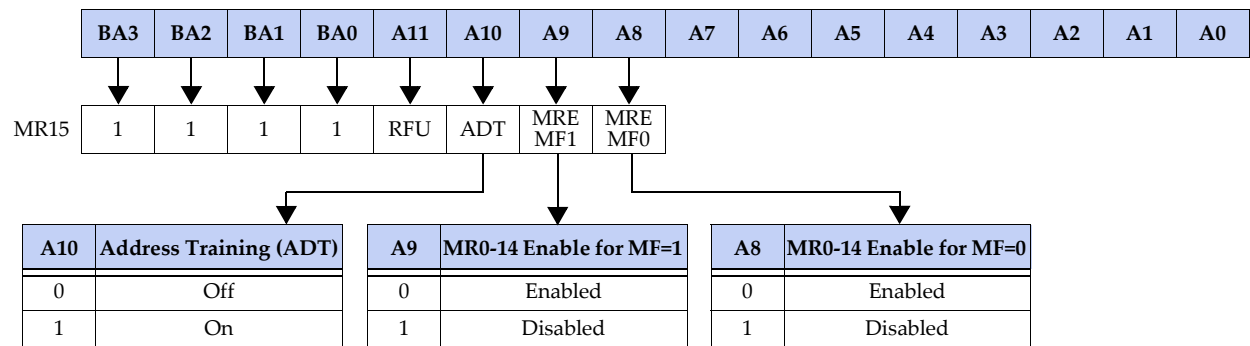 BA3 BA2 BA1 BA0 A11 A10 A9 A8 A7 A6 A5 A4 A3 A2 A1 A0
MR15 1 1 1 1 RFU ADT MRE MF1 MRE MF0
A10 Address Training (ADT)
0 Off
1 On
A9 MR0-14 Enable for MF=1
0 Enabled
1 Disabled
A8 MR0-14 Enable for MF=0
0 Enabled
1 Disabled